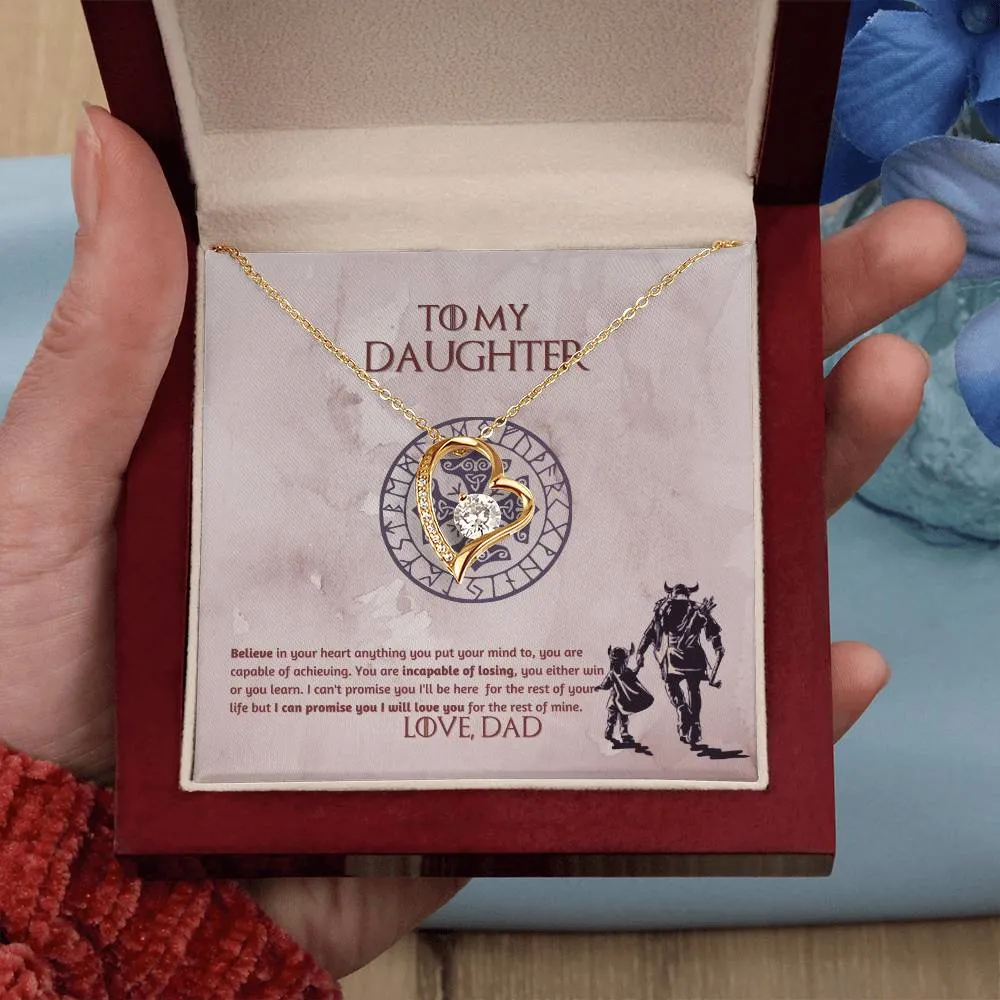 TO MY
DAUGHTER
Believe in your heart anything you put your mind to, you are
capable of achieving. You are incapable of losing, you either win
or you learn. I can't promise you I'll be here for the rest of your
life but I can promise you I will love you for the rest of mine.
LOVE, DAD